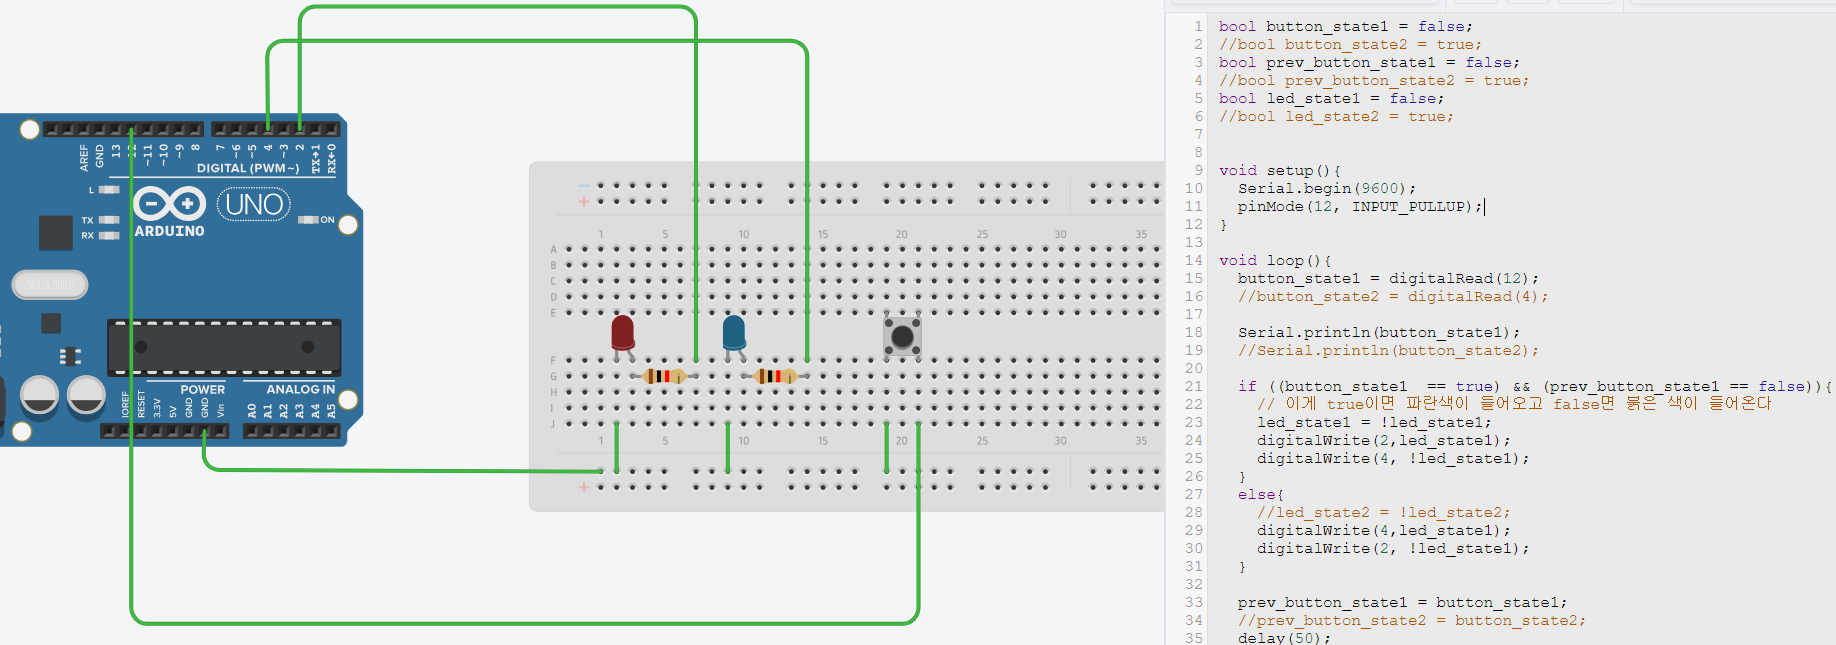 AREF
GND
13
~11
~10
~9
8
7
~6
~5
4
~3
2
TX→1
RX←0
DIGITAL (PWM~)
L
TX
RX
UNO
ON
ARDUINO
POWER
ANALOG IN
IOREF
RESET
3.3V
5V
GND
GND
Vin
A0
A1
A2
A3
A4
A5
1 5 10 15 20 25 30 35
A
B
C
D
E
F
G
H
I
J
1 5 10 15 20 25 30 35
1 bool button_state1 = false;
2 //bool button_state2 = true;
3 bool prev_button_state1 = false;
4 //bool prev_button_state2 = true;
5 bool led_state1 = false;
6 //bool led_state2 = true;
7
8
9 void setup(){
10 Serial.begin(9600);
11 pinMode(12, INPUT_PULLUP);
12 }
13
14 void loop(){
15 button_state1 = digitalRead(12);
16 //button_state2 = digitalRead(4);
17
18 Serial.println(button_state1);
19 //Serial.println(button_state2);
20
21 if ((button_state1  == true) && (prev_button_state1 == false)){
22 // 이게 true이면 파란색이 들어오고 false면 붉은 색이 들어온다
23 led_state1 = !led_state1;
24 digitalWrite(2,led_state1);
25 digitalWrite(4, !led_state1);
26 }
27 else{
28 //led_state2 = !led_state2;
29 digitalWrite(4,led_state1);
30 digitalWrite(2, !led_state1);
31 }
32
33 prev_button_state1 = button_state1;
34 //prev_button_state2 = button_state2;
35 delay(50);